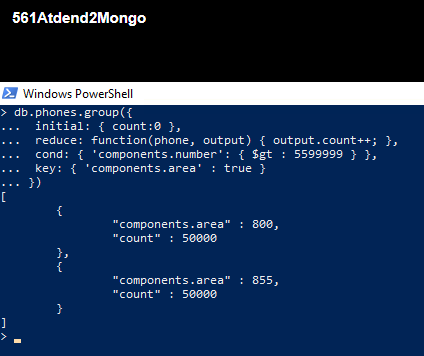 561Atdend2Mongo
Windows PowerShell
> db.phones.group({
... initial: { count:0 },
... reduce: function(phone, output) { output.count++; },
... cond: { 'components.number': { $gt : 5599999 } },
... key: { 'components.area' : true }
... })
[
{
"components.area" : 800,
"count" : 50000
},
{
"components.area" : 855,
"count" : 50000
}
]
>